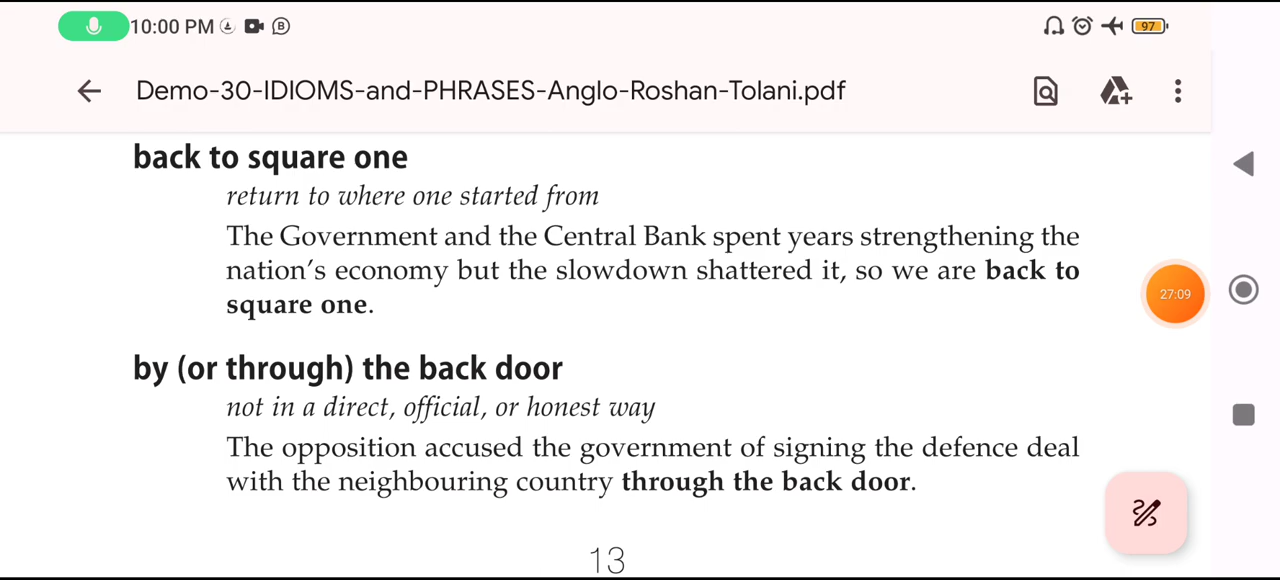 10:00 PM
97
Demo-30-IDIOMS-and-PHRASES-Anglo-Roshan-Tolani.pdf
back to square one
return to where one started from
The Government and the Central Bank spent years strengthening the
nation's economy but the slowdown shattered it, so we are back to
square one.
27:09
by (or through) the back door
not in a direct, official, or honest way
The opposition accused the government of signing the defence deal
with the neighbouring country through the back door.
13